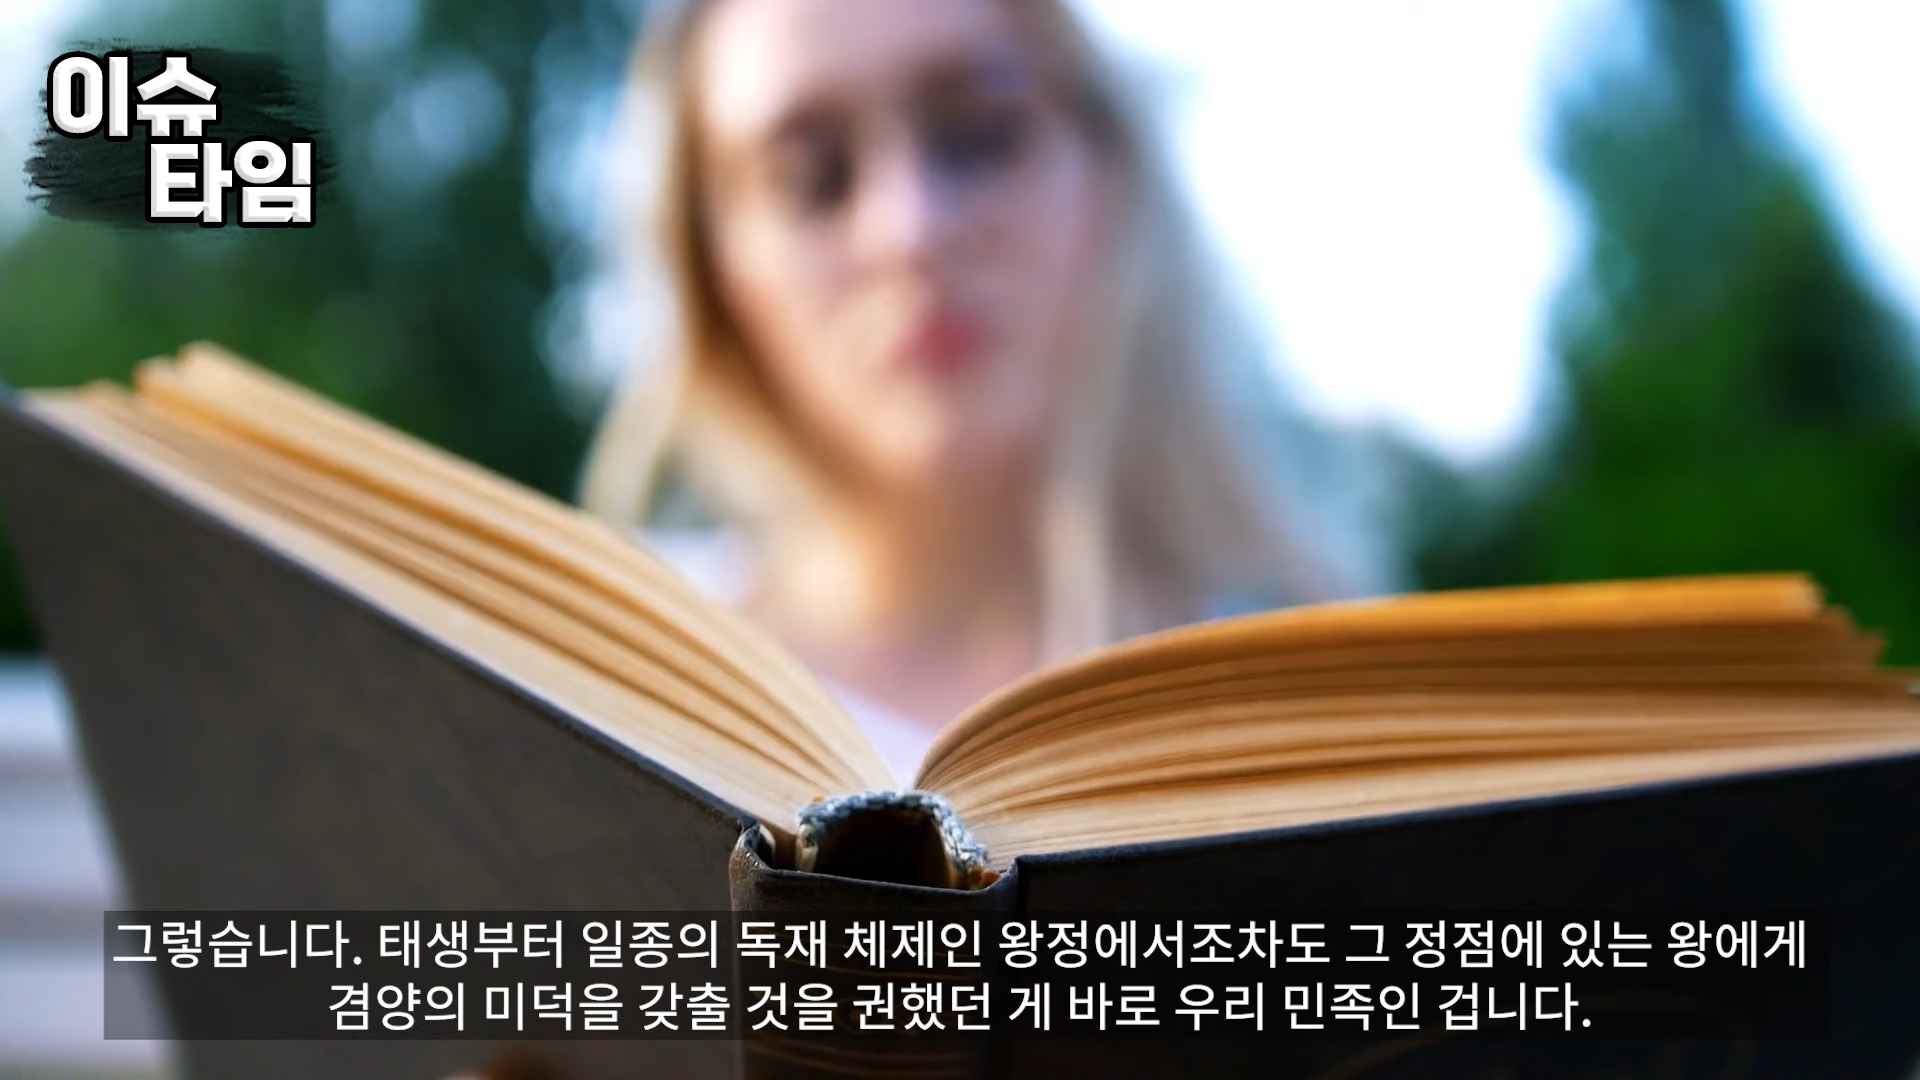 이슈
타임
그렇습니다. 태생부터 일종의 독재 체제인 왕정에서조차도 그 정점에 있는 왕에게
겸양의 미덕을 갖출 것을 권했던 게 바로 우리 민족인 겁니다.